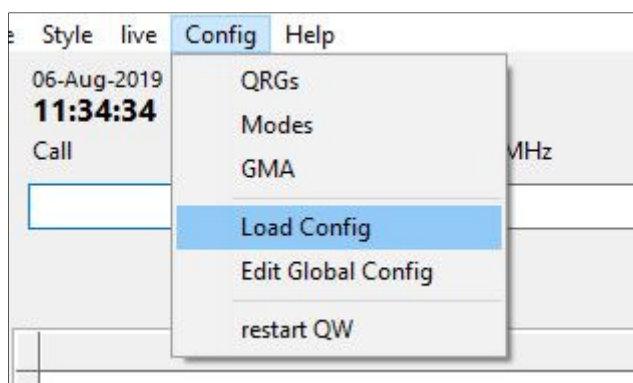 Style live Config Help
06-Aug-2019
11:34:34
Call
MHz
QRGs
Modes
GMA
Load Config
Edit Global Config
restart QW